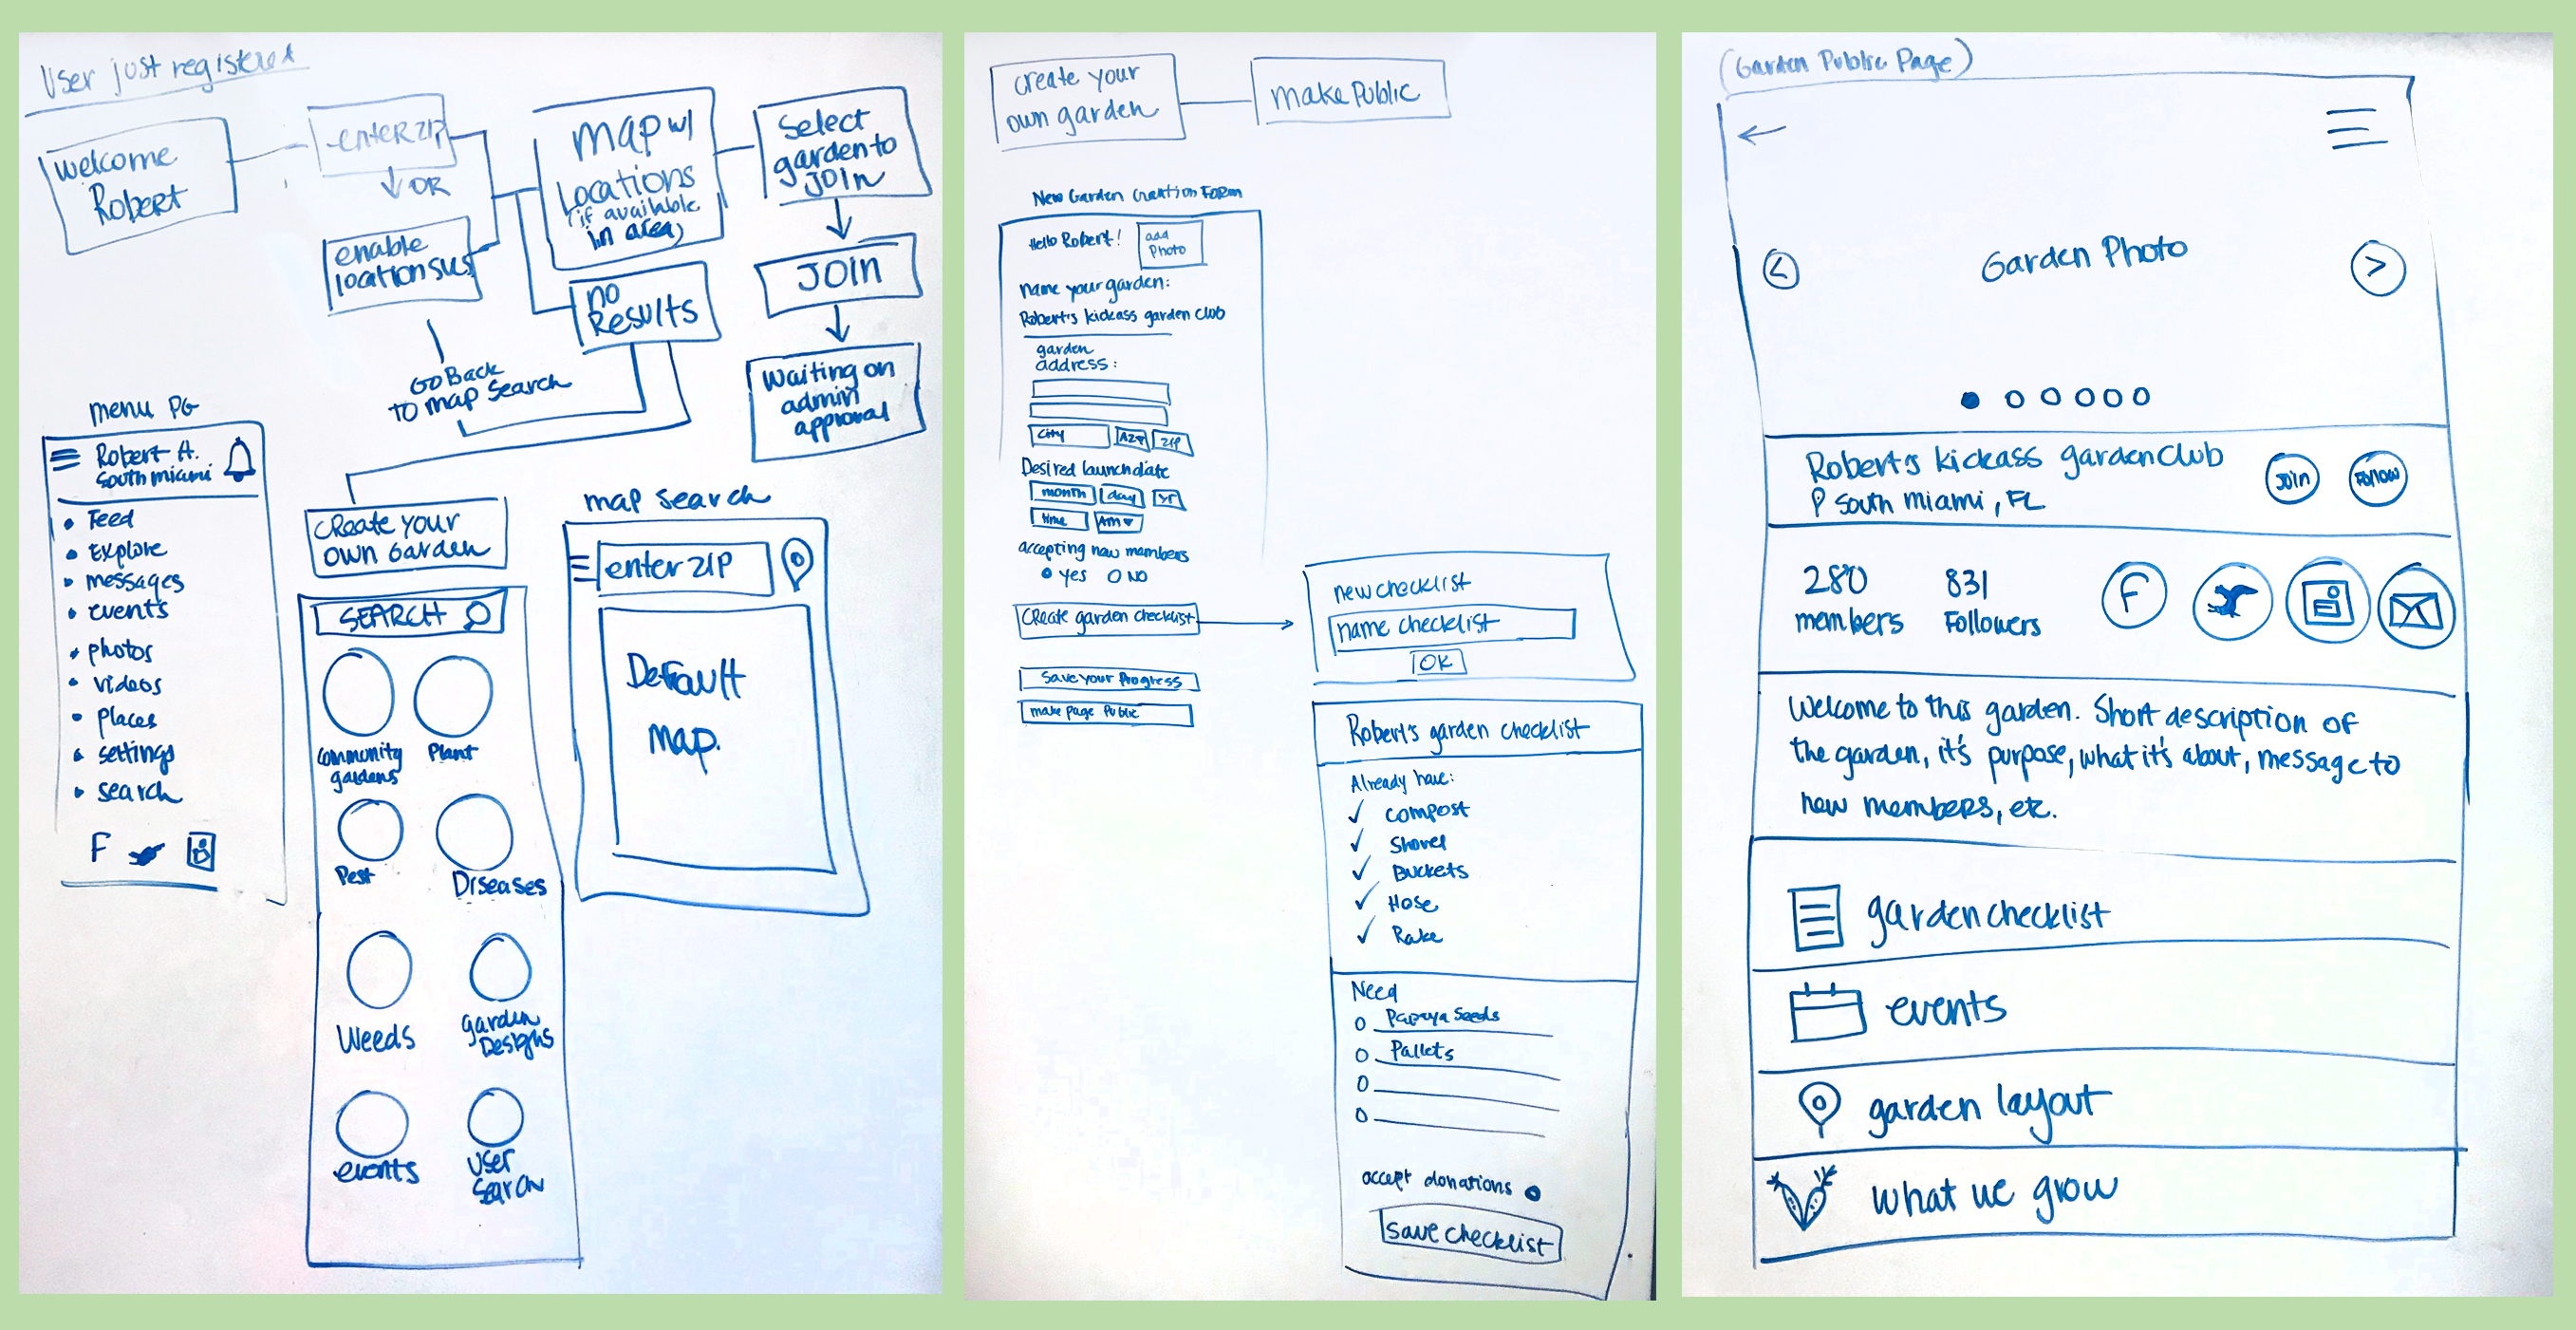 User just registered
Welcome
Robert
enter ZIP
OR
enable
location svcs
Map w/
Locations
(if available
in area)
Select
garden to
JOIN
JOIN
Waiting on
admin
approval
no
Results
Go Back
to map search
menu PG
Robert H.
South miami
Feed
Explore
messages
events
photos
videos
places
settings
search
F
Create your
own Garden
SEARCH
Community
gardens
Plant
Pest
Diseases
Weeds
garden
Designs
events
User
Search
map search
enter ZIP
Default
map.
create your
own garden
make Public
New Garden Creation Form
Hello Robert!
add
Photo
name your garden:
Robert's kickass garden club
garden
address:
City
AZ
ZIP
Desired launch date
month
day
yr
time
AM
accepting new members
Yes
NO
Create garden checklist
Save your Progress
make page Public
new checklist
name checklist
OK
Robert's garden checklist
Already have:
Compost
Shovel
Buckets
Hose
Rake
Need
Papaya Seeds
Pallets
accept donations
save checklist
(Garden Public Page)
Garden Photo
Robert's kickass garden club
South miami, FL
Join
Follow
280
members
831
Followers
F
Welcome to this garden. Short description of
the garden, it's purpose, what it's about, message to
new members, etc.
garden checklist
events
garden layout
what we grow